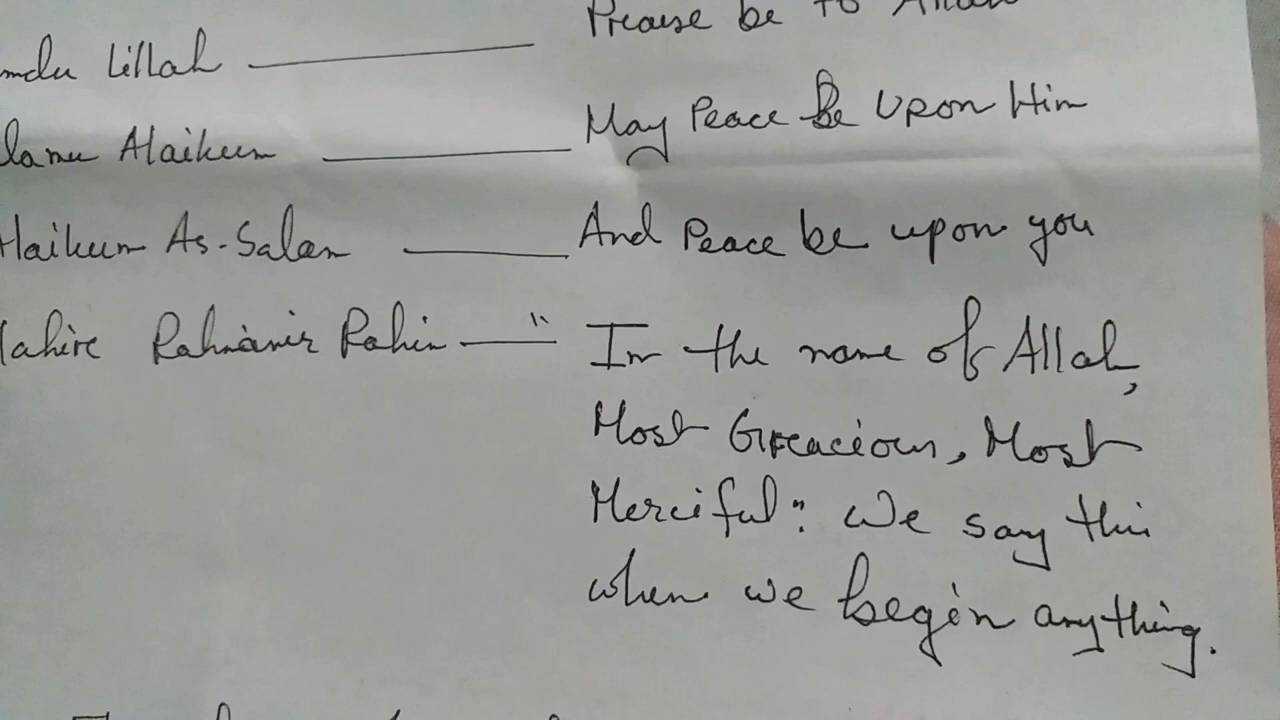 Praise be to Allah
mdu Lillah
May Peace Be Upon Him
lamu Alaikum
And Peace be upon you
Alaikum As-Salam
In the name of Allah,
lahir Rahmanir Rahim "
Most Gracious, Most
Merciful": We say this
when we begin anything.